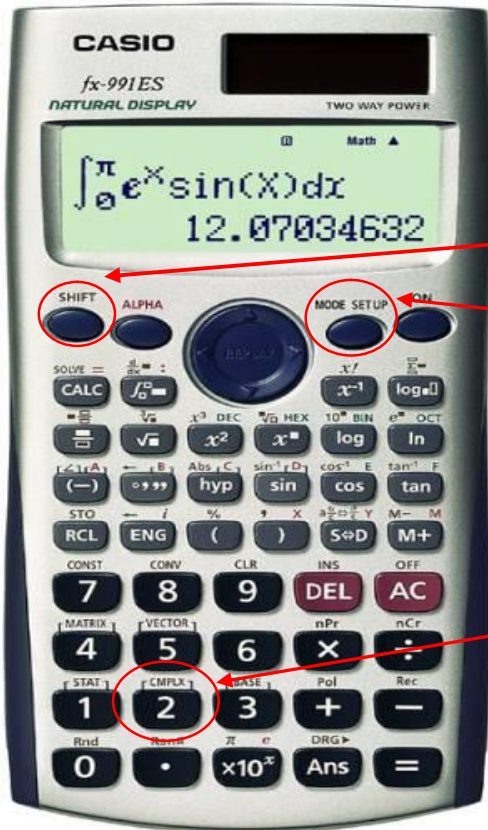 CASIO
fx-991ES
NATURAL DISPLAY TWO WAY POWER
D Math ▲
∫₀^π e^x sin(X)dx
12.07034632
SHIFT ALPHA MODE SETUP ON
REPLAY
SOLVE = d/dx■ : x! Σ■
CALC ∫■ x⁻¹ log■□
■ ³√■ x³ DEC ■√□ HEX 10■ BIN e■ OCT
√■ x² x■ log ln
[∠] [A] ← [B] Abs [C] sin⁻¹ [D] cos⁻¹ E tan⁻¹ F
(−) °,,, hyp sin cos tan
STO ← i % , X a b/c⇔d/c Y M− M
RCL ENG ( ) S⇔D M+
CONST CONV CLR INS OFF
7 8 9 DEL AC
[MATRIX] [VECTOR] nPr nCr
4 5 6 × ÷
[STAT] [CMPLX] [BASE] Pol Rec
1 2 3 + −
Rnd Ran# π e DRG▶
0 . ×10ˣ Ans =